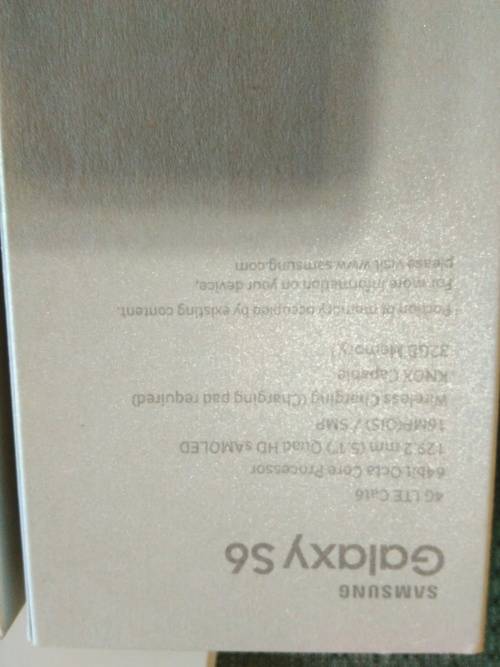 SAMSUNG
Galaxy S6
4G LTE Cat6
64bit Octa Core Processor
129.2 mm (5.1") Quad HD sAMOLED
16MP(OIS) / 5MP
Wireless Charging (Charging pad required)
KNOX Capable
32GB Memory
Portion of memory occupied by existing content.
For more information on your device,
please visit www.samsung.com